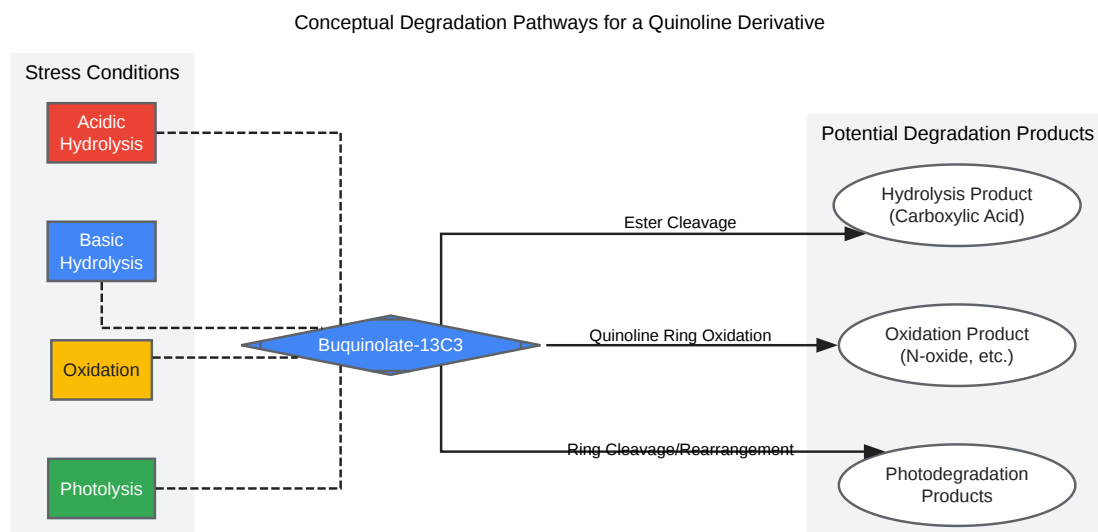 Conceptual Degradation Pathways for a Quinoline Derivative
Stress Conditions
Acidic
Hydrolysis
Basic
Hydrolysis
Oxidation
Photolysis
Buquinolate-13C3
Ester Cleavage
Quinoline Ring Oxidation
Ring Cleavage/Rearrangement
Potential Degradation Products
Hydrolysis Product
(Carboxylic Acid)
Oxidation Product
(N-oxide, etc.)
Photodegradation
Products